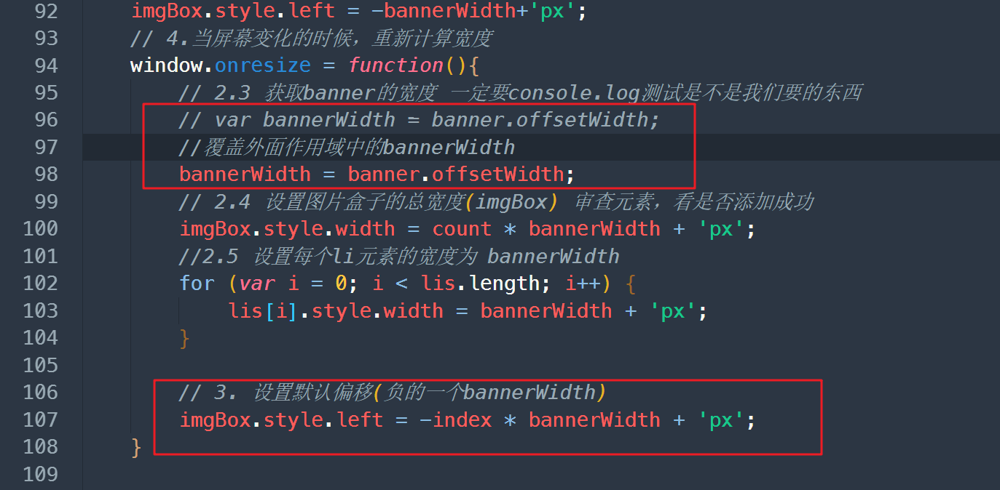 92 imgBox.style.left = -bannerWidth+'px';
93 // 4.当屏幕变化的时候，重新计算宽度
94 window.onresize = function(){
95 // 2.3 获取banner的宽度 一定要console.log测试是不是我们要的东西
96 // var bannerWidth = banner.offsetWidth;
97 //覆盖外面作用域中的bannerWidth
98 bannerWidth = banner.offsetWidth;
99 // 2.4 设置图片盒子的总宽度(imgBox) 审查元素，看是否添加成功
100 imgBox.style.width = count * bannerWidth + 'px';
101 //2.5 设置每个li元素的宽度为 bannerWidth
102 for (var i = 0; i < lis.length; i++) {
103 lis[i].style.width = bannerWidth + 'px';
104 }
105
106 // 3. 设置默认偏移(负的一个bannerWidth)
107 imgBox.style.left = -index * bannerWidth + 'px';
108 }
109